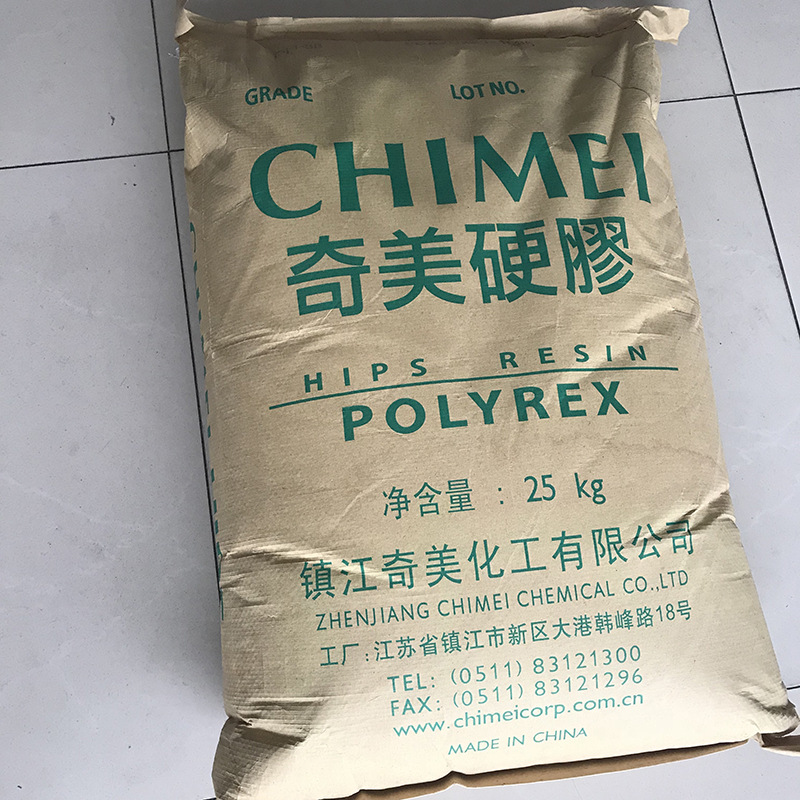 GRADE LOT NO.
CHIMEI
奇美硬膠
HIPS RESIN
POLYREX
净含量 : 25 kg
镇江奇美化工有限公司
ZHENJIANG CHIMEI CHEMICAL CO.,LTD
工厂:江苏省镇江市新区大港韩峰路18号
TEL: (0511) 83121300
FAX: (0511) 83121296
www.chimeicorp.com.cn
MADE IN CHINA